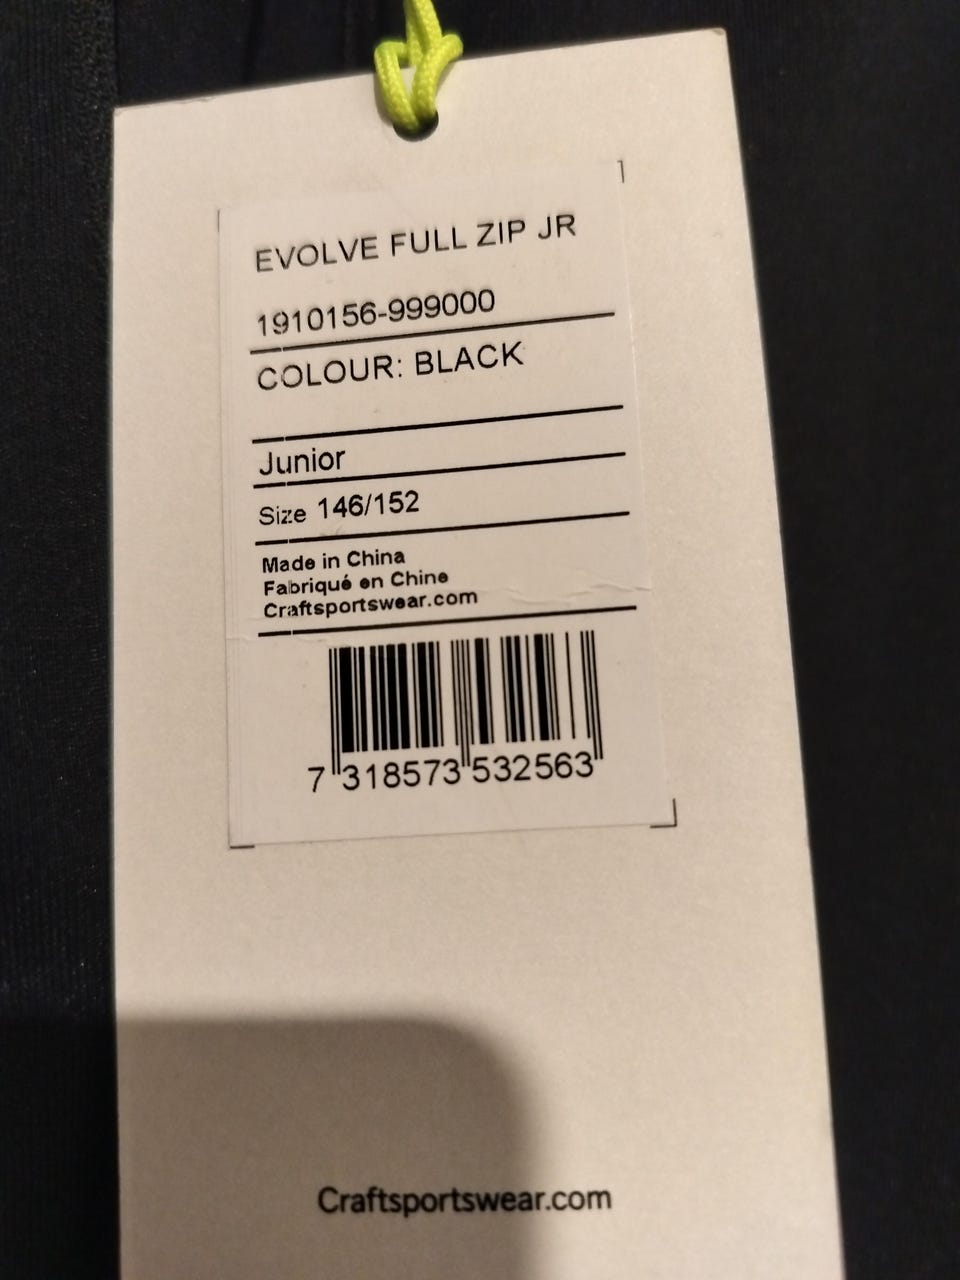 EVOLVE FULL ZIP JR
1910156-999000
COLOUR: BLACK
Junior
Size 146/152
Made in China
Fabriqué en Chine
Craftsportswear.com
7 318573 532563
Craftsportswear.com